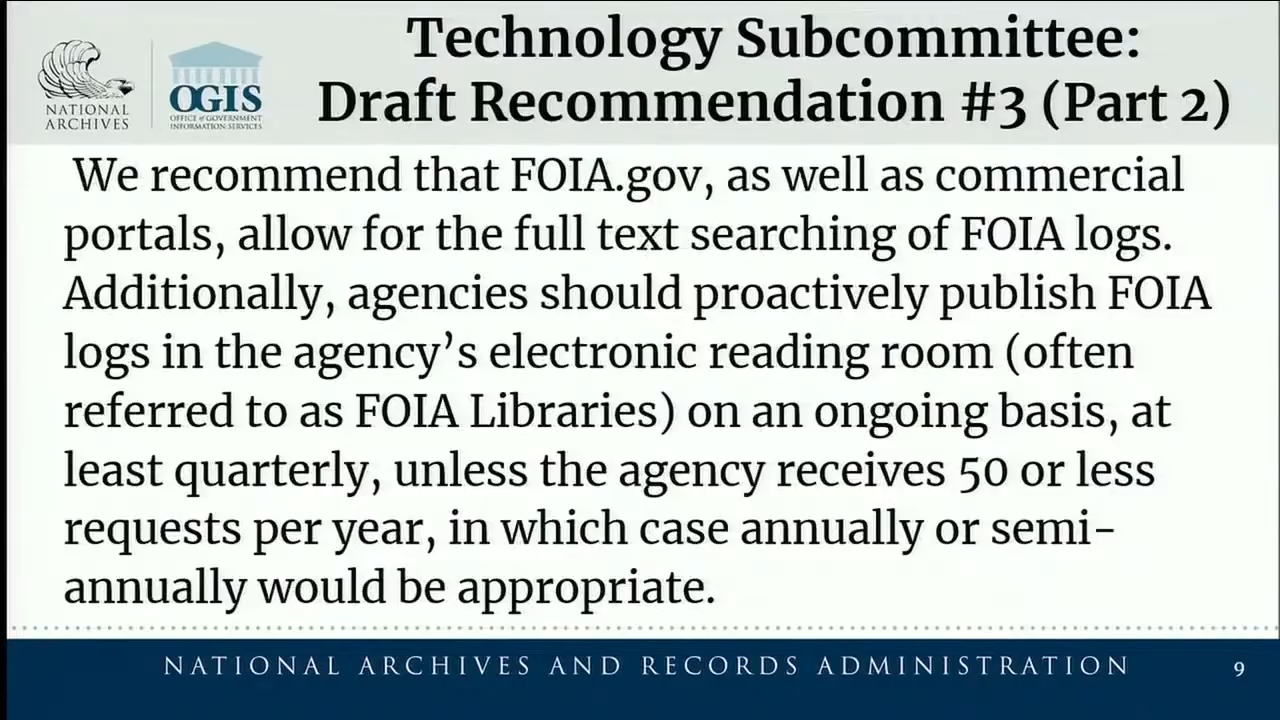 Technology Subcommittee:
Draft Recommendation #3 (Part 2)
NATIONAL
ARCHIVES
OGIS
OFFICE of GOVERNMENT
INFORMATION SERVICES
We recommend that FOIA.gov, as well as commercial
portals, allow for the full text searching of FOIA logs.
Additionally, agencies should proactively publish FOIA
logs in the agency’s electronic reading room (often
referred to as FOIA Libraries) on an ongoing basis, at
least quarterly, unless the agency receives 50 or less
requests per year, in which case annually or semi-
annually would be appropriate.
NATIONAL ARCHIVES AND RECORDS ADMINISTRATION
9